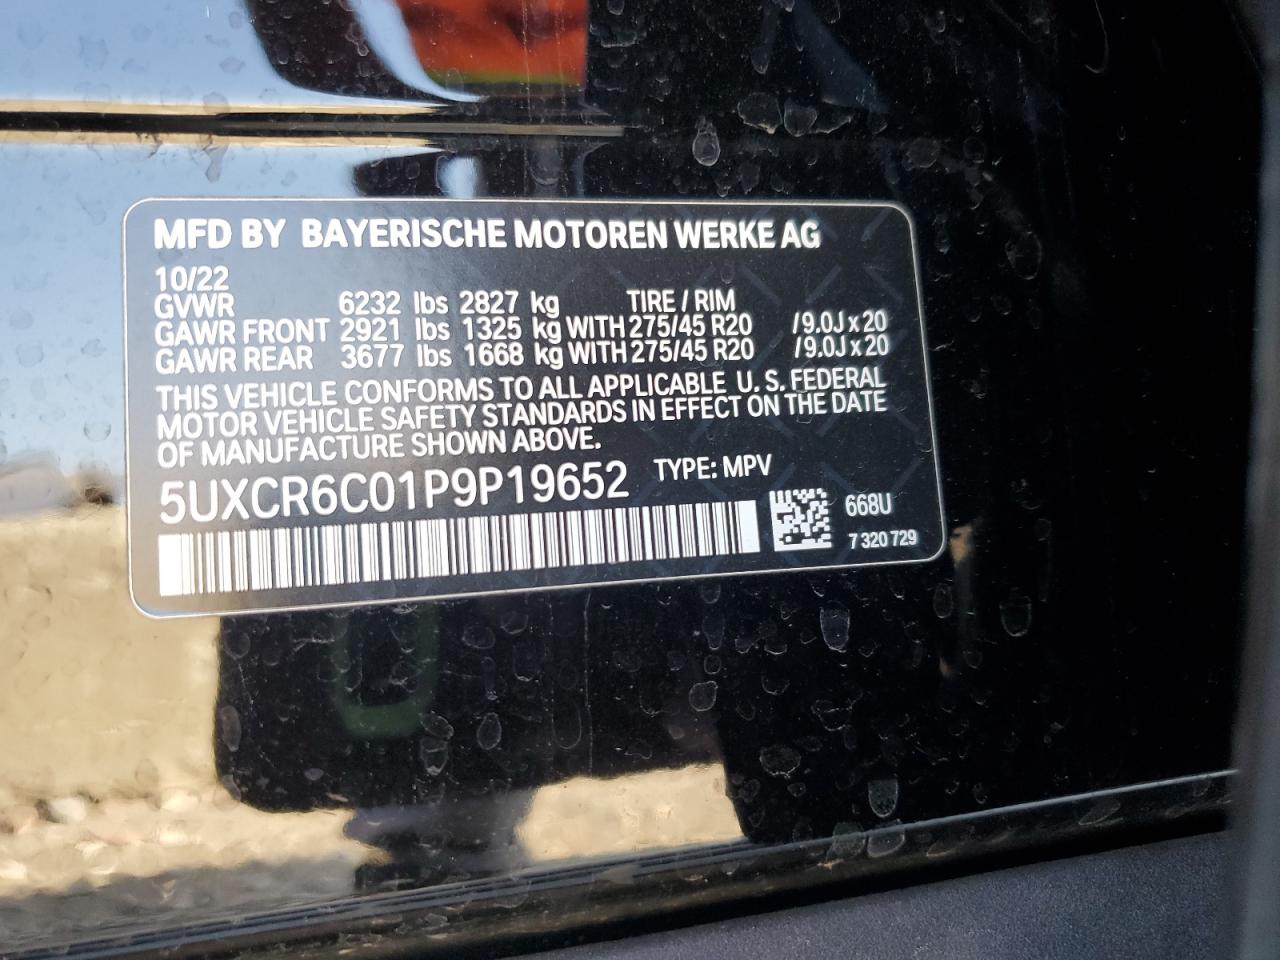 MFD BY BAYERISCHE MOTOREN WERKE AG
10/22
GVWR 6232 lbs 2827 kg TIRE / RIM
GAWR FRONT 2921 lbs 1325 kg WITH 275/45 R20 /9.0J x 20
GAWR REAR 3677 lbs 1668 kg WITH 275/45 R20 /9.0J x 20
THIS VEHICLE CONFORMS TO ALL APPLICABLE U. S. FEDERAL
MOTOR VEHICLE SAFETY STANDARDS IN EFFECT ON THE DATE
OF MANUFACTURE SHOWN ABOVE.
5UXCR6C01P9P19652 TYPE: MPV
668U
7 320 729